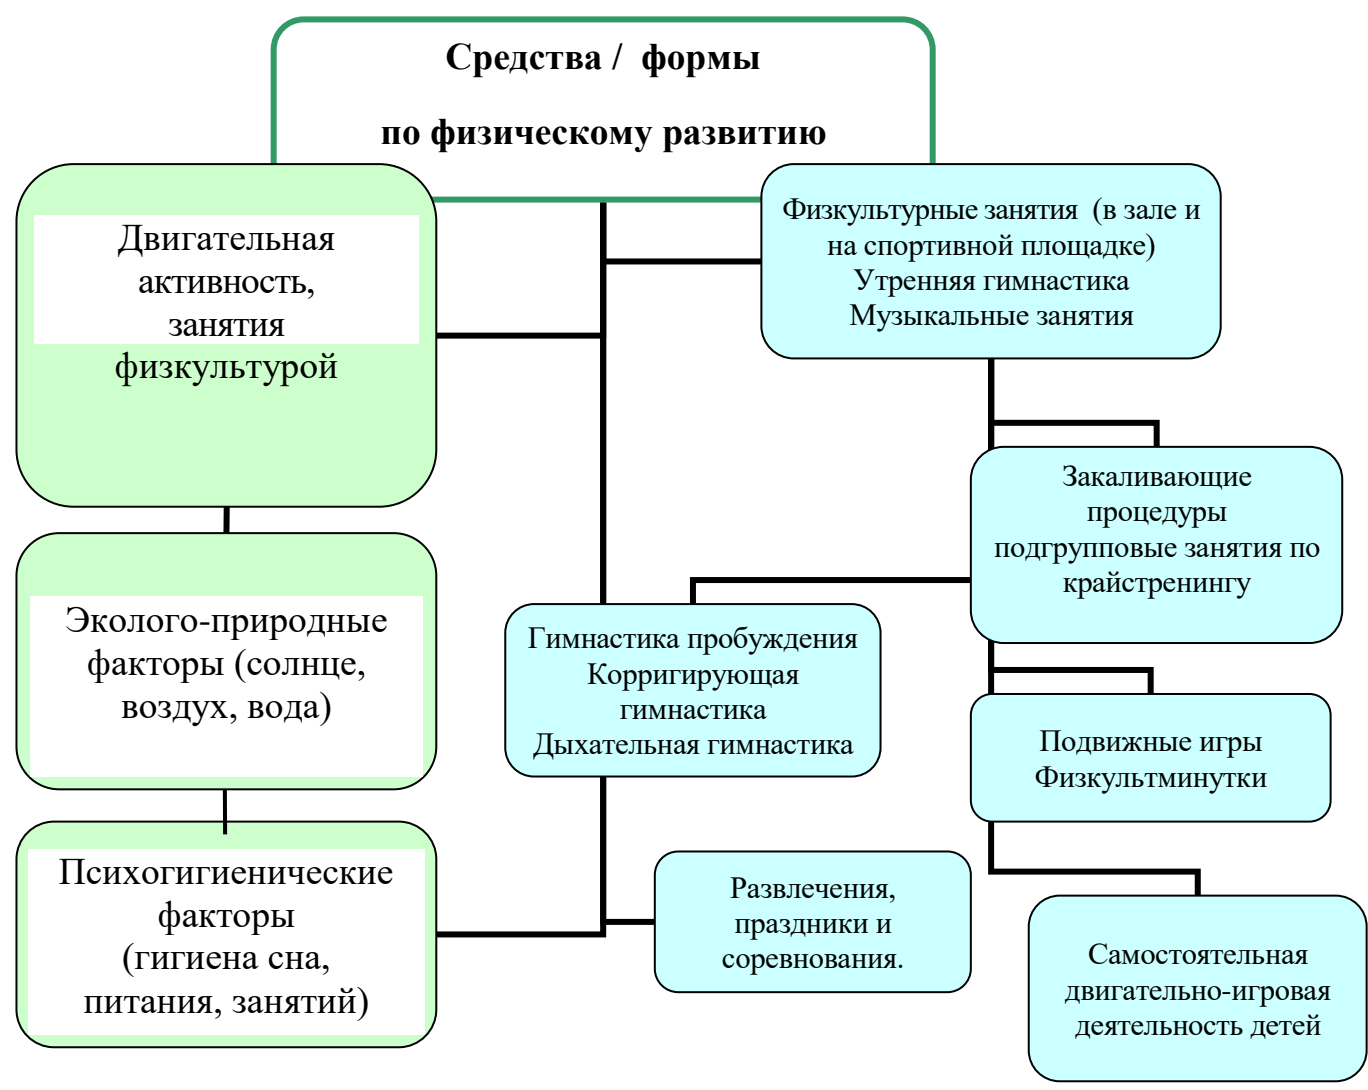 Средства / формы
по физическому развитию
Двигательная
активность,
занятия
физкультурой
Физкультурные занятия (в зале и
на спортивной площадке)
Утренняя гимнастика
Музыкальные занятия
Закаливающие
процедуры
подгрупповые занятия по
крайстренингу
Эколого-природные
факторы (солнце,
воздух, вода)
Гимнастика пробуждения
Корригирующая
гимнастика
Дыхательная гимнастика
Подвижные игры
Физкультминутки
Психогигиенические
факторы
(гигиена сна,
питания, занятий)
Развлечения,
праздники и
соревнования.
Самостоятельная
двигательно-игровая
деятельность детей